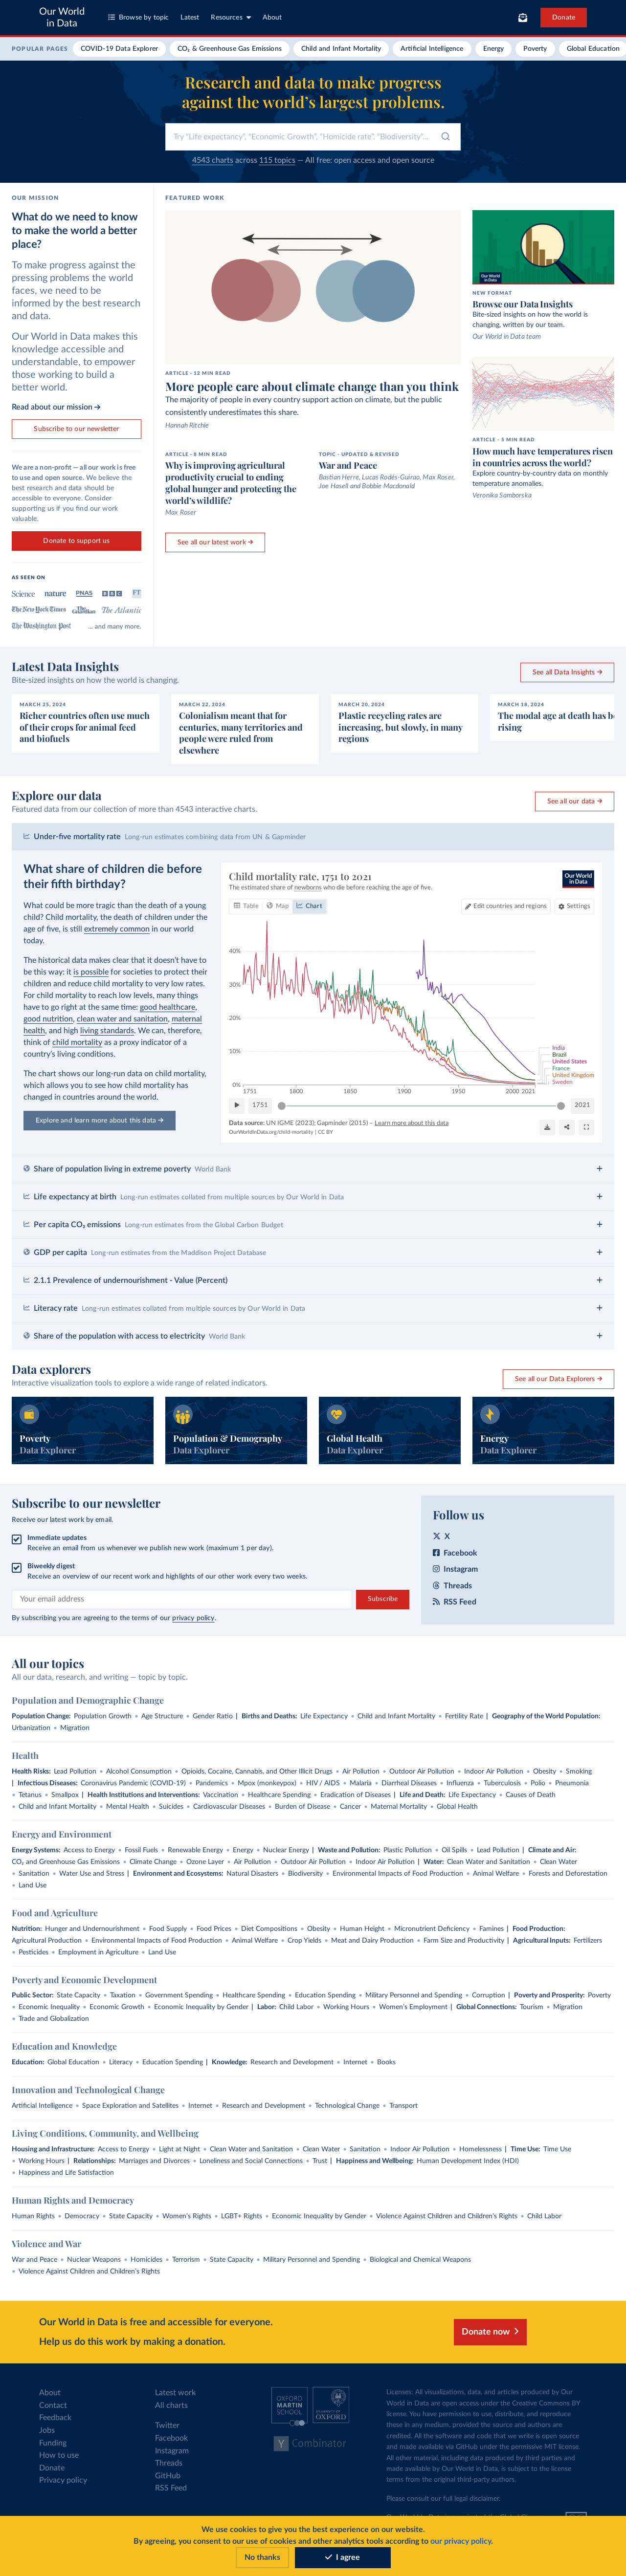 Our World
in Data
Browse by topic
Latest
Resources
About
Donate
POPULAR PAGES
COVID-19 Data Explorer
CO₂ & Greenhouse Gas Emissions
Child and Infant Mortality
Artificial Intelligence
Energy
Poverty
Global Education
Research and data to make progress
against the world's largest problems.
Try "Life expectancy", "Economic Growth", "Homicide rate", "Biodiversity"...
4543 charts across 115 topics — All free: open access and open source
OUR MISSION
What do we need to know
to make the world a better
place?
To make progress against the
pressing problems the world
faces, we need to be
informed by the best research
and data.
Our World in Data makes this
knowledge accessible and
understandable, to empower
those working to build a
better world.
Read about our mission →
Subscribe to our newsletter
We are a non-profit — all our work is free
to use and open source. We believe the
best research and data should be
accessible to everyone. Consider
supporting us if you find our work
valuable.
Donate to support us
AS SEEN ON
Science nature PNAS BBC FT
The New York Times The Guardian The Atlantic
The Washington Post ... and many more.
FEATURED WORK
ARTICLE - 12 MIN READ
More people care about climate change than you think
The majority of people in every country support action on climate, but the public
consistently underestimates this share.
Hannah Ritchie
ARTICLE - 8 MIN READ
Why is improving agricultural
productivity crucial to ending
global hunger and protecting the
world's wildlife?
Max Roser
TOPIC - UPDATED & REVISED
War and Peace
Bastian Herre, Lucas Rodés-Guirao, Max Roser,
Joe Hasell and Bobbie Macdonald
See all our latest work →
Our World
in Data
NEW FORMAT
Browse our Data Insights
Bite-sized insights on how the world is
changing, written by our team.
Our World in Data team
ARTICLE - 5 MIN READ
How much have temperatures risen
in countries across the world?
Explore country-by-country data on monthly
temperature anomalies.
Veronika Samborska
Latest Data Insights
Bite-sized insights on how the world is changing.
See all Data Insights →
MARCH 25, 2024
Richer countries often use much
of their crops for animal feed
and biofuels
MARCH 22, 2024
Colonialism meant that for
centuries, many territories and
people were ruled from
elsewhere
MARCH 20, 2024
Plastic recycling rates are
increasing, but slowly, in many
regions
MARCH 18, 2024
The modal age at death has be
rising
Explore our data
Featured data from our collection of more than 4543 interactive charts.
See all our data →
Under-five mortality rate Long-run estimates combining data from UN & Gapminder
What share of children die before
their fifth birthday?
What could be more tragic than the death of a young
child? Child mortality, the death of children under the
age of five, is still extremely common in our world
today.
The historical data makes clear that it doesn't have to
be this way: it is possible for societies to protect their
children and reduce child mortality to very low rates.
For child mortality to reach low levels, many things
have to go right at the same time: good healthcare,
good nutrition, clean water and sanitation, maternal
health, and high living standards. We can, therefore,
think of child mortality as a proxy indicator of a
country's living conditions.
The chart shows our long-run data on child mortality,
which allows you to see how child mortality has
changed in countries around the world.
Explore and learn more about this data →
Child mortality rate, 1751 to 2021
The estimated share of newborns who die before reaching the age of five.
Our World
in Data
Table Map Chart
Edit countries and regions
Settings
40%
30%
20%
10%
0%
1751 1800 1850 1900 1950 2000 2021
India
Brazil
United States
France
United Kingdom
Sweden
1751
2021
Data source: UN IGME (2023); Gapminder (2015) – Learn more about this data
OurWorldInData.org/child-mortality | CC BY
Share of population living in extreme poverty World Bank +
Life expectancy at birth Long-run estimates collated from multiple sources by Our World in Data +
Per capita CO₂ emissions Long-run estimates from the Global Carbon Budget +
GDP per capita Long-run estimates from the Maddison Project Database +
2.1.1 Prevalence of undernourishment - Value (Percent) +
Literacy rate Long-run estimates collated from multiple sources by Our World in Data +
Share of the population with access to electricity World Bank +
Data explorers
Interactive visualization tools to explore a wide range of related indicators.
See all our Data Explorers →
Poverty
Data Explorer
Population & Demography
Data Explorer
Global Health
Data Explorer
Energy
Data Explorer
Subscribe to our newsletter
Receive our latest work by email.
Immediate updates
Receive an email from us whenever we publish new work (maximum 1 per day).
Biweekly digest
Receive an overview of our recent work and highlights of our other work every two weeks.
Your email address
Subscribe
By subscribing you are agreeing to the terms of our privacy policy.
Follow us
X
Facebook
Instagram
Threads
RSS Feed
All our topics
All our data, research, and writing — topic by topic.
Population and Demographic Change
Population Change: Population Growth • Age Structure • Gender Ratio | Births and Deaths: Life Expectancy • Child and Infant Mortality • Fertility Rate | Geography of the World Population:
Urbanization • Migration
Health
Health Risks: Lead Pollution • Alcohol Consumption • Opioids, Cocaine, Cannabis, and Other Illicit Drugs • Air Pollution • Outdoor Air Pollution • Indoor Air Pollution • Obesity • Smoking
| Infectious Diseases: Coronavirus Pandemic (COVID-19) • Pandemics • Mpox (monkeypox) • HIV / AIDS • Malaria • Diarrheal Diseases • Influenza • Tuberculosis • Polio • Pneumonia
• Tetanus • Smallpox | Health Institutions and Interventions: Vaccination • Healthcare Spending • Eradication of Diseases | Life and Death: Life Expectancy • Causes of Death
• Child and Infant Mortality • Mental Health • Suicides • Cardiovascular Diseases • Burden of Disease • Cancer • Maternal Mortality • Global Health
Energy and Environment
Energy Systems: Access to Energy • Fossil Fuels • Renewable Energy • Energy • Nuclear Energy | Waste and Pollution: Plastic Pollution • Oil Spills • Lead Pollution | Climate and Air:
CO₂ and Greenhouse Gas Emissions • Climate Change • Ozone Layer • Air Pollution • Outdoor Air Pollution • Indoor Air Pollution | Water: Clean Water and Sanitation • Clean Water
• Sanitation • Water Use and Stress | Environment and Ecosystems: Natural Disasters • Biodiversity • Environmental Impacts of Food Production • Animal Welfare • Forests and Deforestation
• Land Use
Food and Agriculture
Nutrition: Hunger and Undernourishment • Food Supply • Food Prices • Diet Compositions • Obesity • Human Height • Micronutrient Deficiency • Famines | Food Production:
Agricultural Production • Environmental Impacts of Food Production • Animal Welfare • Crop Yields • Meat and Dairy Production • Farm Size and Productivity | Agricultural Inputs: Fertilizers
• Pesticides • Employment in Agriculture • Land Use
Poverty and Economic Development
Public Sector: State Capacity • Taxation • Government Spending • Healthcare Spending • Education Spending • Military Personnel and Spending • Corruption | Poverty and Prosperity: Poverty
• Economic Inequality • Economic Growth • Economic Inequality by Gender | Labor: Child Labor • Working Hours • Women's Employment | Global Connections: Tourism • Migration
• Trade and Globalization
Education and Knowledge
Education: Global Education • Literacy • Education Spending | Knowledge: Research and Development • Internet • Books
Innovation and Technological Change
Artificial Intelligence • Space Exploration and Satellites • Internet • Research and Development • Technological Change • Transport
Living Conditions, Community, and Wellbeing
Housing and Infrastructure: Access to Energy • Light at Night • Clean Water and Sanitation • Clean Water • Sanitation • Indoor Air Pollution • Homelessness | Time Use: Time Use
• Working Hours | Relationships: Marriages and Divorces • Loneliness and Social Connections • Trust | Happiness and Wellbeing: Human Development Index (HDI)
• Happiness and Life Satisfaction
Human Rights and Democracy
Human Rights • Democracy • State Capacity • Women's Rights • LGBT+ Rights • Economic Inequality by Gender • Violence Against Children and Children's Rights • Child Labor
Violence and War
War and Peace • Nuclear Weapons • Homicides • Terrorism • State Capacity • Military Personnel and Spending • Biological and Chemical Weapons
• Violence Against Children and Children's Rights
Our World in Data is free and accessible for everyone.
Help us do this work by making a donation.
Donate now
About
Contact
Feedback
Jobs
Funding
How to use
Donate
Privacy policy
Latest work
All charts
Twitter
Facebook
Instagram
Threads
GitHub
RSS Feed
OXFORD
MARTIN
SCHOOL
UNIVERSITY OF
OXFORD
Y Combinator
Licenses: All visualizations, data, and articles produced by Our
World in Data are open access under the Creative Commons BY
license. You have permission to use, distribute, and reproduce
these in any medium, provided the source and authors are
credited. All the software and code that we write is open source
and made available via GitHub under the permissive MIT license.
All other material, including data produced by third parties and
made available by Our World in Data, is subject to the license
terms from the original third-party authors.
Please consult our full legal disclaimer.
We use cookies to give you the best experience on our website.
By agreeing, you consent to our use of cookies and other analytics tools according to our privacy policy.
No thanks
I agree